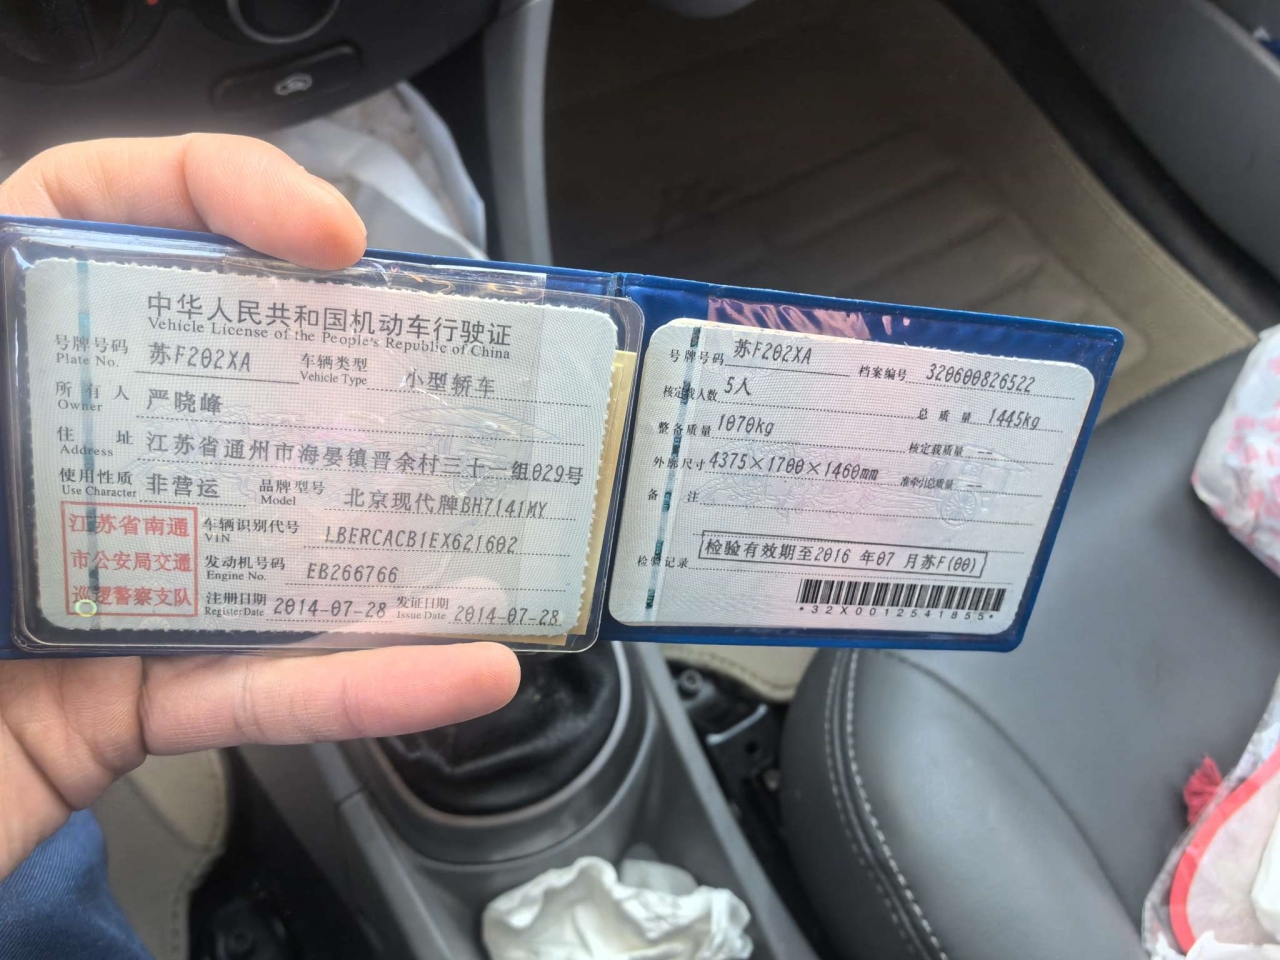 中华人民共和国机动车行驶证
Vehicle License of the People's Republic of China
号牌号码 苏F202XA 车辆类型 小型轿车
Plate No. Vehicle Type
所有人 严晓峰
Owner
住址 江苏省通州市海晏镇晋余村三十一组029号
Address
使用性质 非营运 品牌型号 北京现代牌BH7141MY
Use Character Model
江苏省南通
市公安局交通
巡逻警察支队
车辆识别代号 LBERCACB1EX621602
VIN
发动机号码 EB266766
Engine No.
注册日期 2014-07-28 发证日期 2014-07-28
Register Date Issue Date
号牌号码 苏F202XA 档案编号 320600826522
核定载人数 5人 总质量 1445kg
整备质量 1070kg 核定载质量 --
外廓尺寸 4375×1700×1460mm 准牵引总质量 --
备注
检验记录 检验有效期至2016年07月苏F(00)
*32X0012541855*